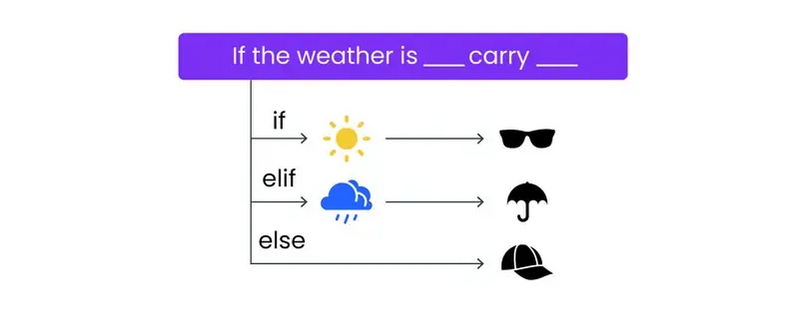 If the weather is ___ carry ___
if
elif
else